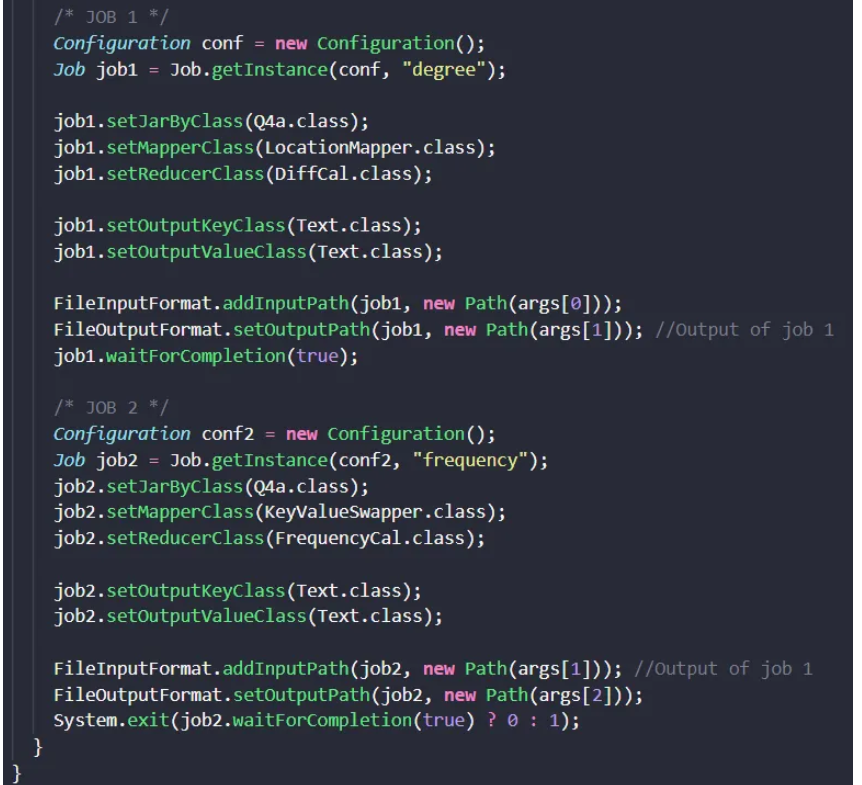 /* JOB 1 */
Configuration conf = new Configuration();
Job job1 = Job.getInstance(conf, "degree");
job1.setJarByClass(Q4a.class);
job1.setMapperClass(LocationMapper.class);
job1.setReducerClass(DiffCal.class);
job1.setOutputKeyClass(Text.class);
job1.setOutputValueClass(Text.class);
FileInputFormat.addInputPath(job1, new Path(args[0]));
FileOutputFormat.setOutputPath(job1, new Path(args[1])); //Output of job 1
job1.waitForCompletion(true);
/* JOB 2 */
Configuration conf2 = new Configuration();
Job job2 = Job.getInstance(conf2, "frequency");
job2.setJarByClass(Q4a.class);
job2.setMapperClass(KeyValueSwapper.class);
job2.setReducerClass(FrequencyCal.class);
job2.setOutputKeyClass(Text.class);
job2.setOutputValueClass(Text.class);
FileInputFormat.addInputPath(job2, new Path(args[1])); //Output of job 1
FileOutputFormat.setOutputPath(job2, new Path(args[2]));
System.exit(job2.waitForCompletion(true) ? 0 : 1);
}
}